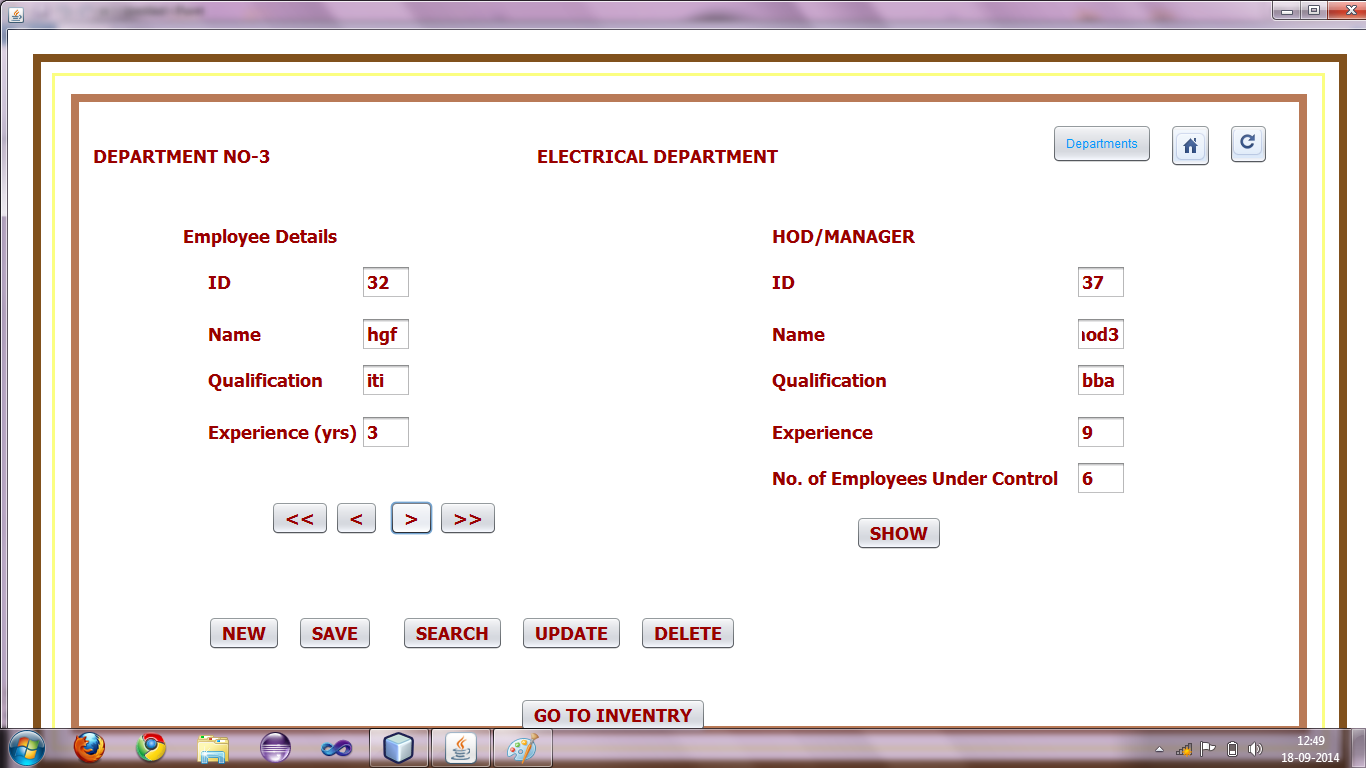 DEPARTMENT NO-3 ELECTRICAL DEPARTMENT Departments
Employee Details HOD/MANAGER
ID 32 ID 37
Name hgf Name
Qualification iti Qualification bba
Experience (yrs) 3 Experience 9
No. of Employees Under Control 6
<< < > >>
SHOW
NEW SAVE SEARCH UPDATE DELETE
GO TO INVENTRY
12:49
18-09-2014